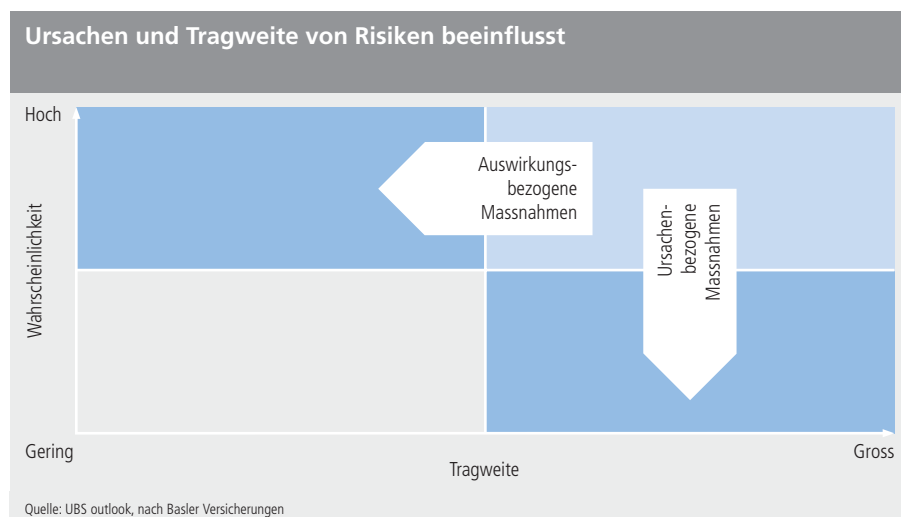 Ursachen und Tragweite von Risiken beeinflusst
Hoch
Wahrscheinlichkeit
Auswirkungs-
bezogene
Massnahmen
Ursachen-
bezogene
Massnahmen
Gering
Gross
Tragweite
Quelle: UBS outlook, nach Basler Versicherungen